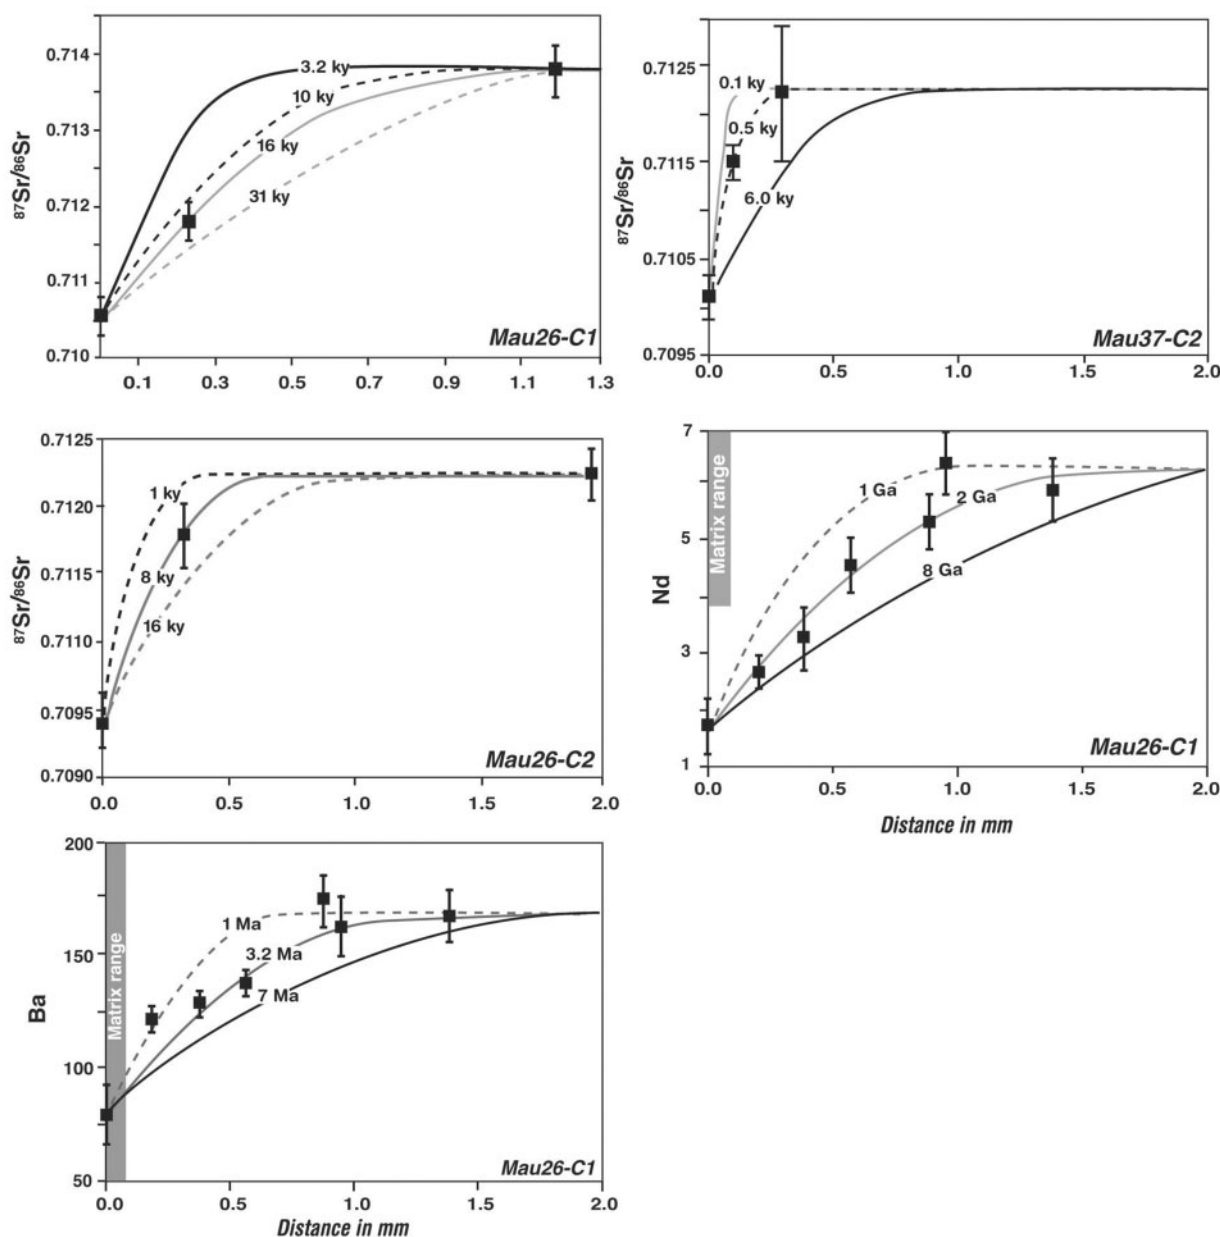 ⁸⁷Sr/⁸⁶Sr
0.714
0.713
0.712
0.711
0.710
3.2 ky
10 ky
16 ky
31 ky
Mau26-C1
0.1 0.3 0.5 0.7 0.9 1.1 1.3
⁸⁷Sr/⁸⁶Sr
0.7125
0.7115
0.7105
0.7095
0.1 ky
0.5 ky
6.0 ky
Mau37-C2
0.0 0.5 1.0 1.5 2.0
⁸⁷Sr/⁸⁶Sr
0.7125
0.7120
0.7115
0.7110
0.7095
0.7090
1 ky
8 ky
16 ky
Mau26-C2
0.0 0.5 1.0 1.5 2.0
Nd
7
5
3
1
Matrix range
1 Ga
2 Ga
8 Ga
Mau26-C1
0.0 0.5 1.0 1.5 2.0
Distance in mm
Ba
200
150
100
50
Matrix range
1 Ma
3.2 Ma
7 Ma
Mau26-C1
0.0 0.5 1.0 1.5 2.0
Distance in mm